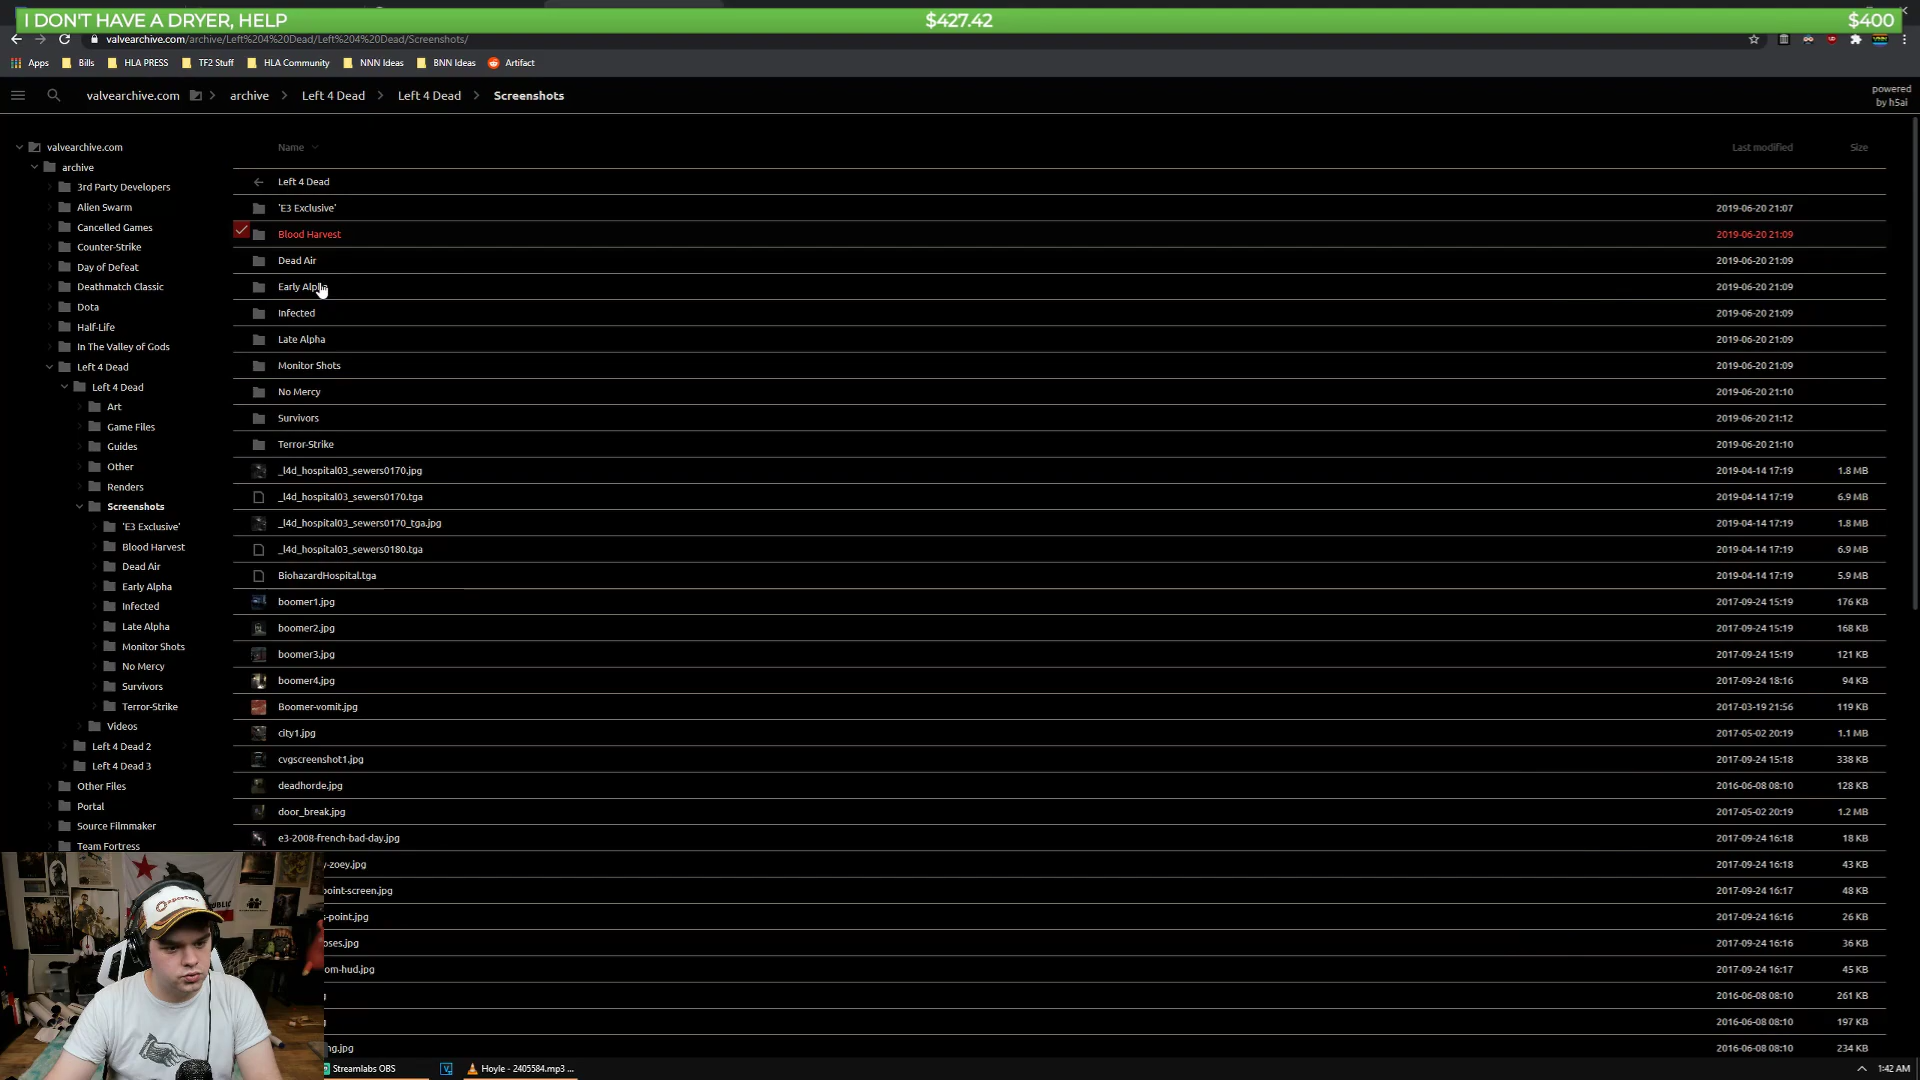 I DON'T HAVE A DRYER, HELP $427.42 $400
valvearchive.com/archive/Left%204%20Dead/Left%204%20Dead/Screenshots/
Apps Bills HLA PRESS TF2 Stuff HLA Community NNN Ideas BNN Ideas Artifact
valvearchive.com archive Left 4 Dead Left 4 Dead Screenshots
powered
by h5ai
valvearchive.com
archive
3rd Party Developers
Alien Swarm
Cancelled Games
Counter-Strike
Day of Defeat
Deathmatch Classic
Dota
Half-Life
In The Valley of Gods
Left 4 Dead
Left 4 Dead
Art
Game Files
Guides
Other
Renders
Screenshots
'E3 Exclusive'
Blood Harvest
Dead Air
Early Alpha
Infected
Late Alpha
Monitor Shots
No Mercy
Survivors
Terror-Strike
Videos
Left 4 Dead 2
Left 4 Dead 3
Other Files
Portal
Source Filmmaker
Team Fortress
Name Last modified Size
Left 4 Dead
'E3 Exclusive' 2019-06-20 21:07
Blood Harvest 2019-06-20 21:09
Dead Air 2019-06-20 21:09
Early Alpha 2019-06-20 21:09
Infected 2019-06-20 21:09
Late Alpha 2019-06-20 21:09
Monitor Shots 2019-06-20 21:09
No Mercy 2019-06-20 21:10
Survivors 2019-06-20 21:12
Terror-Strike 2019-06-20 21:10
_l4d_hospital03_sewers0170.jpg 2019-04-14 17:19 1.8 MB
_l4d_hospital03_sewers0170.tga 2019-04-14 17:19 6.9 MB
_l4d_hospital03_sewers0170_tga.jpg 2019-04-14 17:19 1.8 MB
_l4d_hospital03_sewers0180.tga 2019-04-14 17:19 6.9 MB
BiohazardHospital.tga 2019-04-14 17:19 5.9 MB
boomer1.jpg 2017-09-24 15:19 176 KB
boomer2.jpg 2017-09-24 15:19 168 KB
boomer3.jpg 2017-09-24 15:19 121 KB
boomer4.jpg 2017-09-24 18:16 94 KB
Boomer-vomit.jpg 2017-03-19 21:56 119 KB
city1.jpg 2017-05-02 20:19 1.1 MB
cvgscreenshot1.jpg 2017-09-24 15:18 338 KB
deadhorde.jpg 2016-06-08 08:10 128 KB
door_break.jpg 2017-05-02 20:19 1.2 MB
e3-2008-french-bad-day.jpg 2017-09-24 16:18 18 KB
y-zoey.jpg 2017-09-24 16:18 43 KB
point-screen.jpg 2017-09-24 16:17 48 KB
s-point.jpg 2017-09-24 16:16 26 KB
oses.jpg 2017-09-24 16:16 36 KB
om-hud.jpg 2017-09-24 16:17 45 KB
2016-06-08 08:10 261 KB
2016-06-08 08:10 197 KB
ng.jpg 2016-06-08 08:10 234 KB
Streamlabs OBS Hoyle - 2405584.mp3 ... 1:42 AM